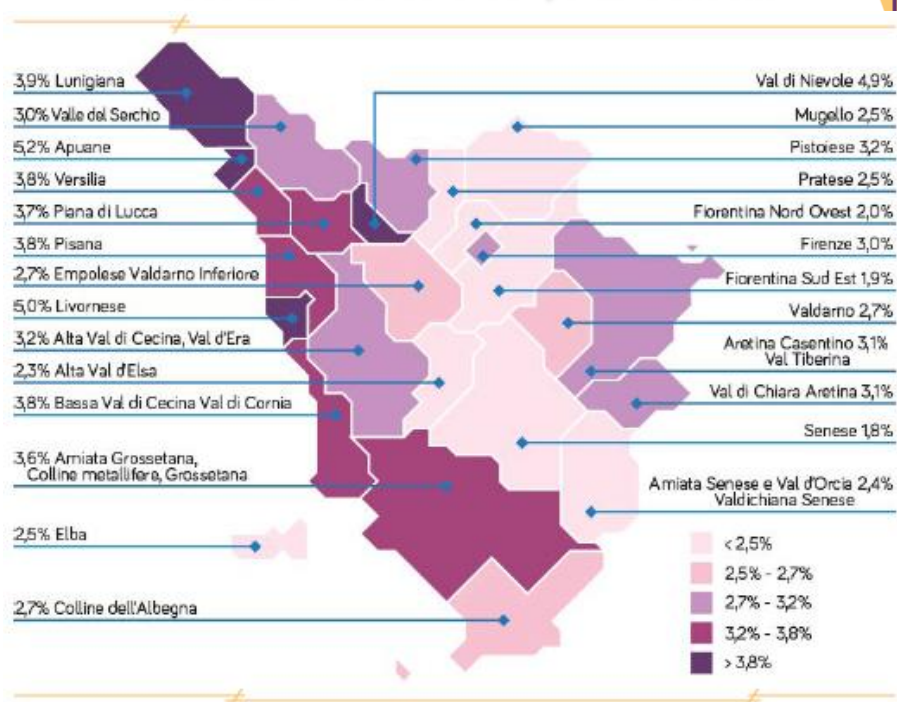 3,9% Lunigiana
3,0% Valle del Serchio
5,2% Apuane
3,8% Versilia
3,7% Piana di Lucca
3,8% Pisana
2,7% Empolese Valdarno Inferiore
5,0% Livornese
3,2% Alta Val di Cecina, Val d'Era
2,3% Alta Val d'Elsa
3,8% Bassa Val di Cecina Val di Cornia
3,6% Amiata Grossetana,
Colline metallifere, Grossetana
2,5% Elba
2,7% Colline dell'Albegna
Val di Nievole 4,9%
Mugello 2,5%
Pistoiese 3,2%
Pratese 2,5%
Fiorentina Nord Ovest 2,0%
Firenze 3,0%
Fiorentina Sud Est 1,9%
Valdarno 2,7%
Aretina Casentino 3,1%
Val Tiberina
Val di Chiara Aretina 3,1%
Senese 1,8%
Amiata Senese e Val d'Orcia 2,4%
Valdichiana Senese
< 2,5%
2,5% - 2,7%
2,7% - 3,2%
3,2% - 3,8%
> 3,8%